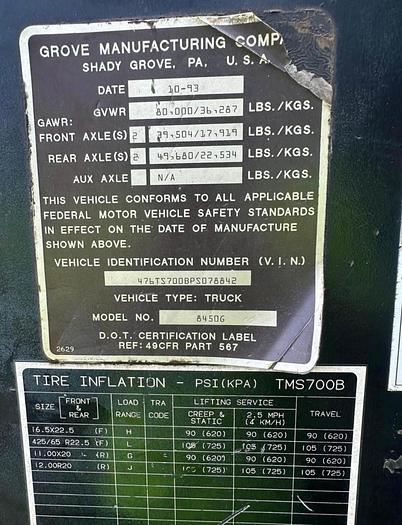 GROVE MANUFACTURING
SHADY GROVE, PA, U. S. A.
DATE 10-93
GVWR 80,000/36,287 LBS./KGS.
GAWR:
FRONT AXLE(S) 2 39,504/17,919 LBS./KGS.
REAR AXLE(S) 2 49,680/22,534 LBS./KGS.
AUX AXLE N/A LBS./KGS.
THIS VEHICLE CONFORMS TO ALL APPLICABLE
FEDERAL MOTOR VEHICLE SAFETY STANDARDS
IN EFFECT ON THE DATE OF MANUFACTURE
SHOWN ABOVE.
VEHICLE IDENTIFICATION NUMBER (V.I.N.)
476TS700BPS078842
VEHICLE TYPE: TRUCK
MODEL NO. 84506
D.O.T. CERTIFICATION LABEL
2629 REF: 49CFR PART 567
TIRE INFLATION - PSI(KPA) TMS700B
SIZE [FRONT & REAR] LOAD RANGE TRA CODE LIFTING SERVICE
CREEP & STATIC 2.5 MPH (4 KM/H) TRAVEL
16.5X22.5 (F) H 90 (620) 90 (620) 90 (620)
425/65 R22.5 (F) L 105 (725) 105 (725) 105 (725)
11.00X20 (R) G 90 (620) 90 (620) 90 (620)
12.00R20 (R) J 105 (725) 105 (725) 105 (725)